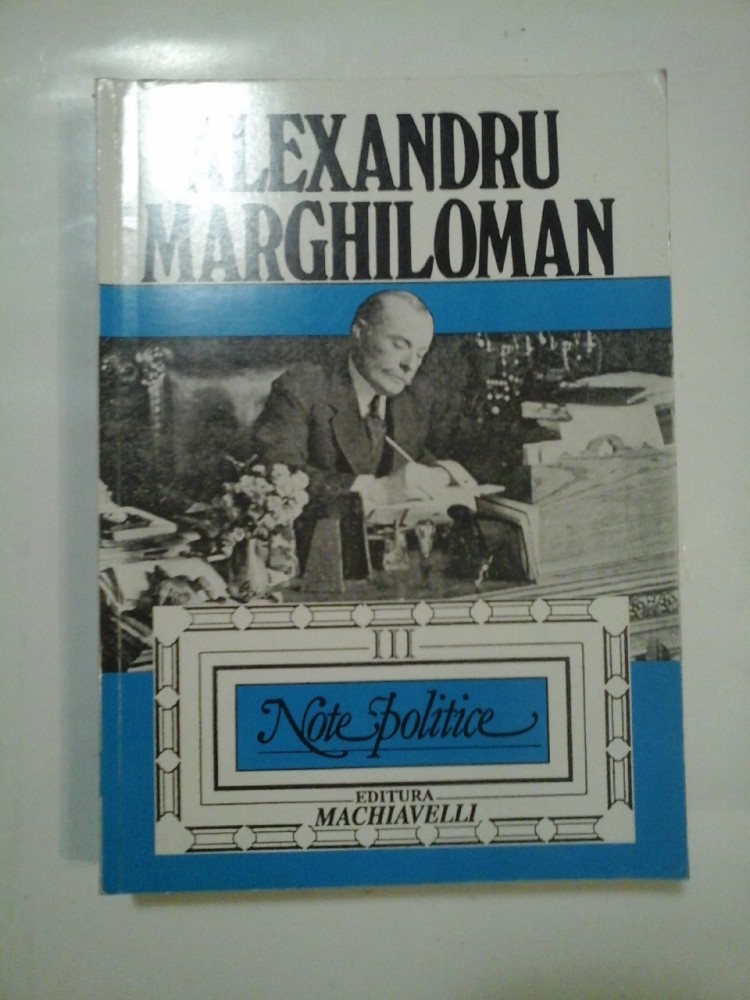 ALEXANDRU
MARGHILOMAN
III
Note politice
EDITURA
MACHIAVELLI